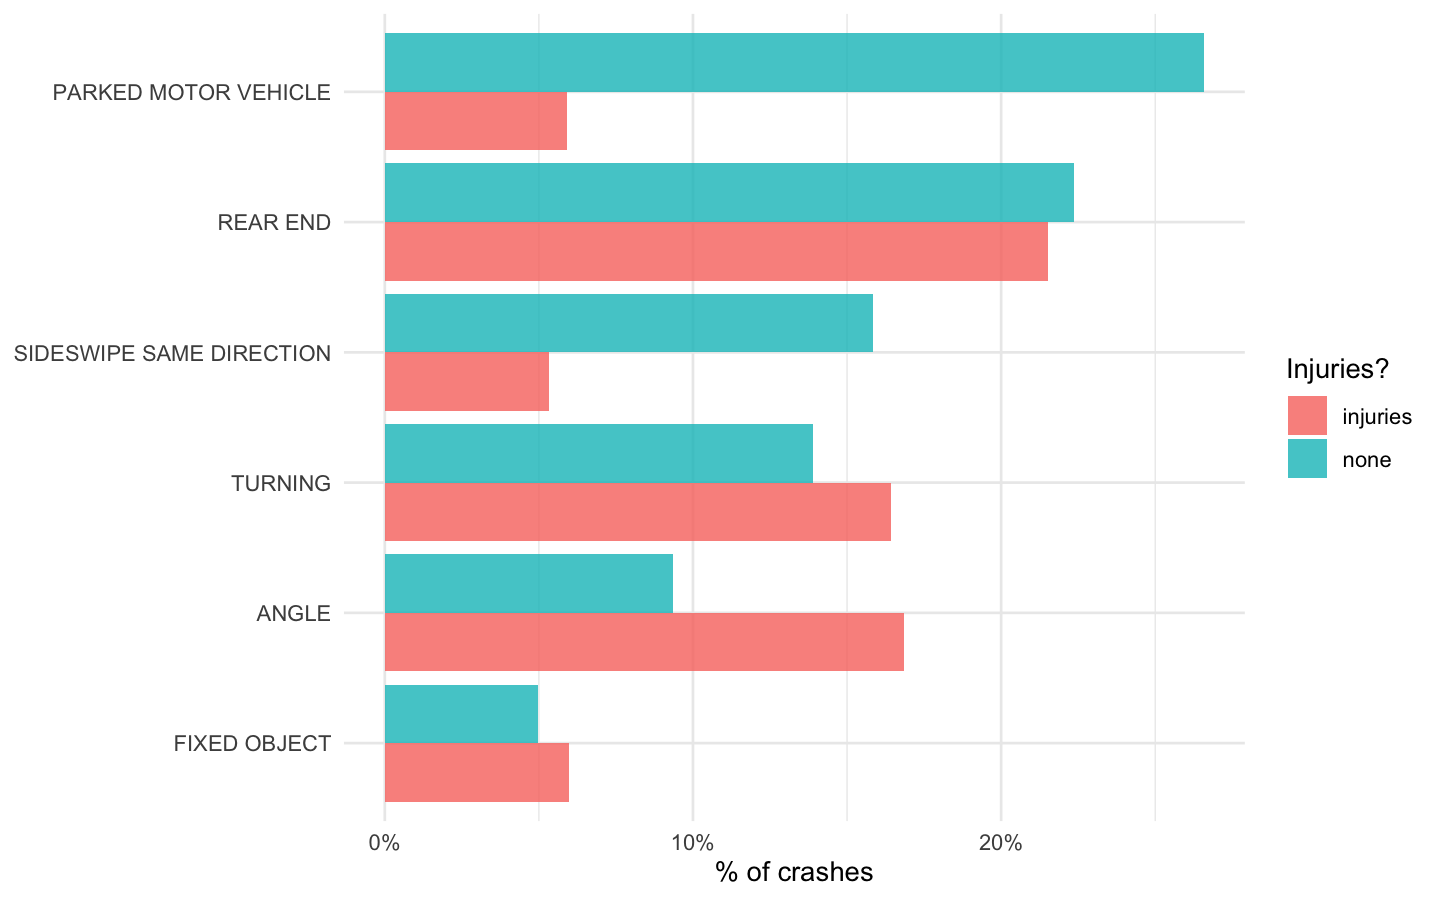 PARKED MOTOR VEHICLE
REAR END
SIDESWIPE SAME DIRECTION
TURNING
ANGLE
FIXED OBJECT
0%
10%
20%
% of crashes
Injuries?
injuries
none